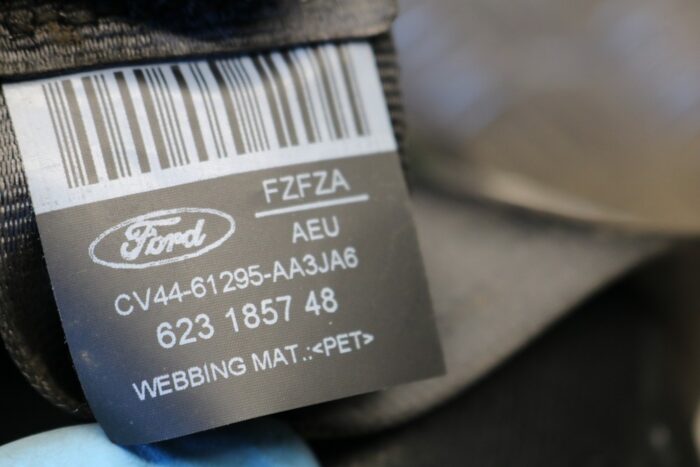 FZFZA
Ford
AEU
CV44-61295-AA3JA6
623 1857 48
WEBBING MAT.:<PET>